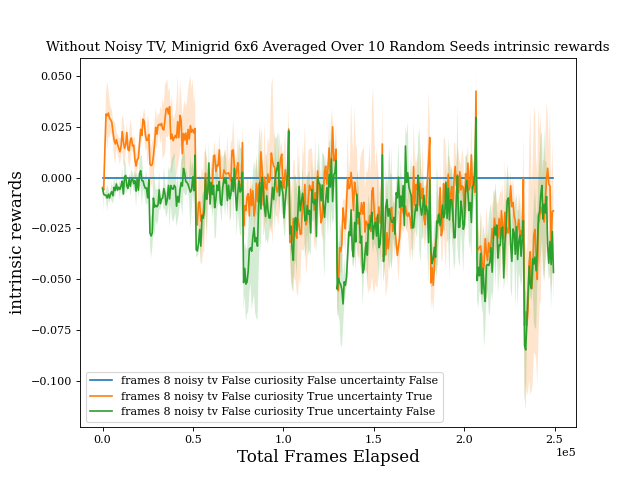 Without Noisy TV, Minigrid 6x6 Averaged Over 10 Random Seeds intrinsic rewards
0.050
0.025
0.000
−0.025
−0.050
−0.075
−0.100
intrinsic rewards
frames 8 noisy tv False curiosity False uncertainty False
frames 8 noisy tv False curiosity True uncertainty True
frames 8 noisy tv False curiosity True uncertainty False
0.0 0.5 1.0 1.5 2.0 2.5
1e5
Total Frames Elapsed